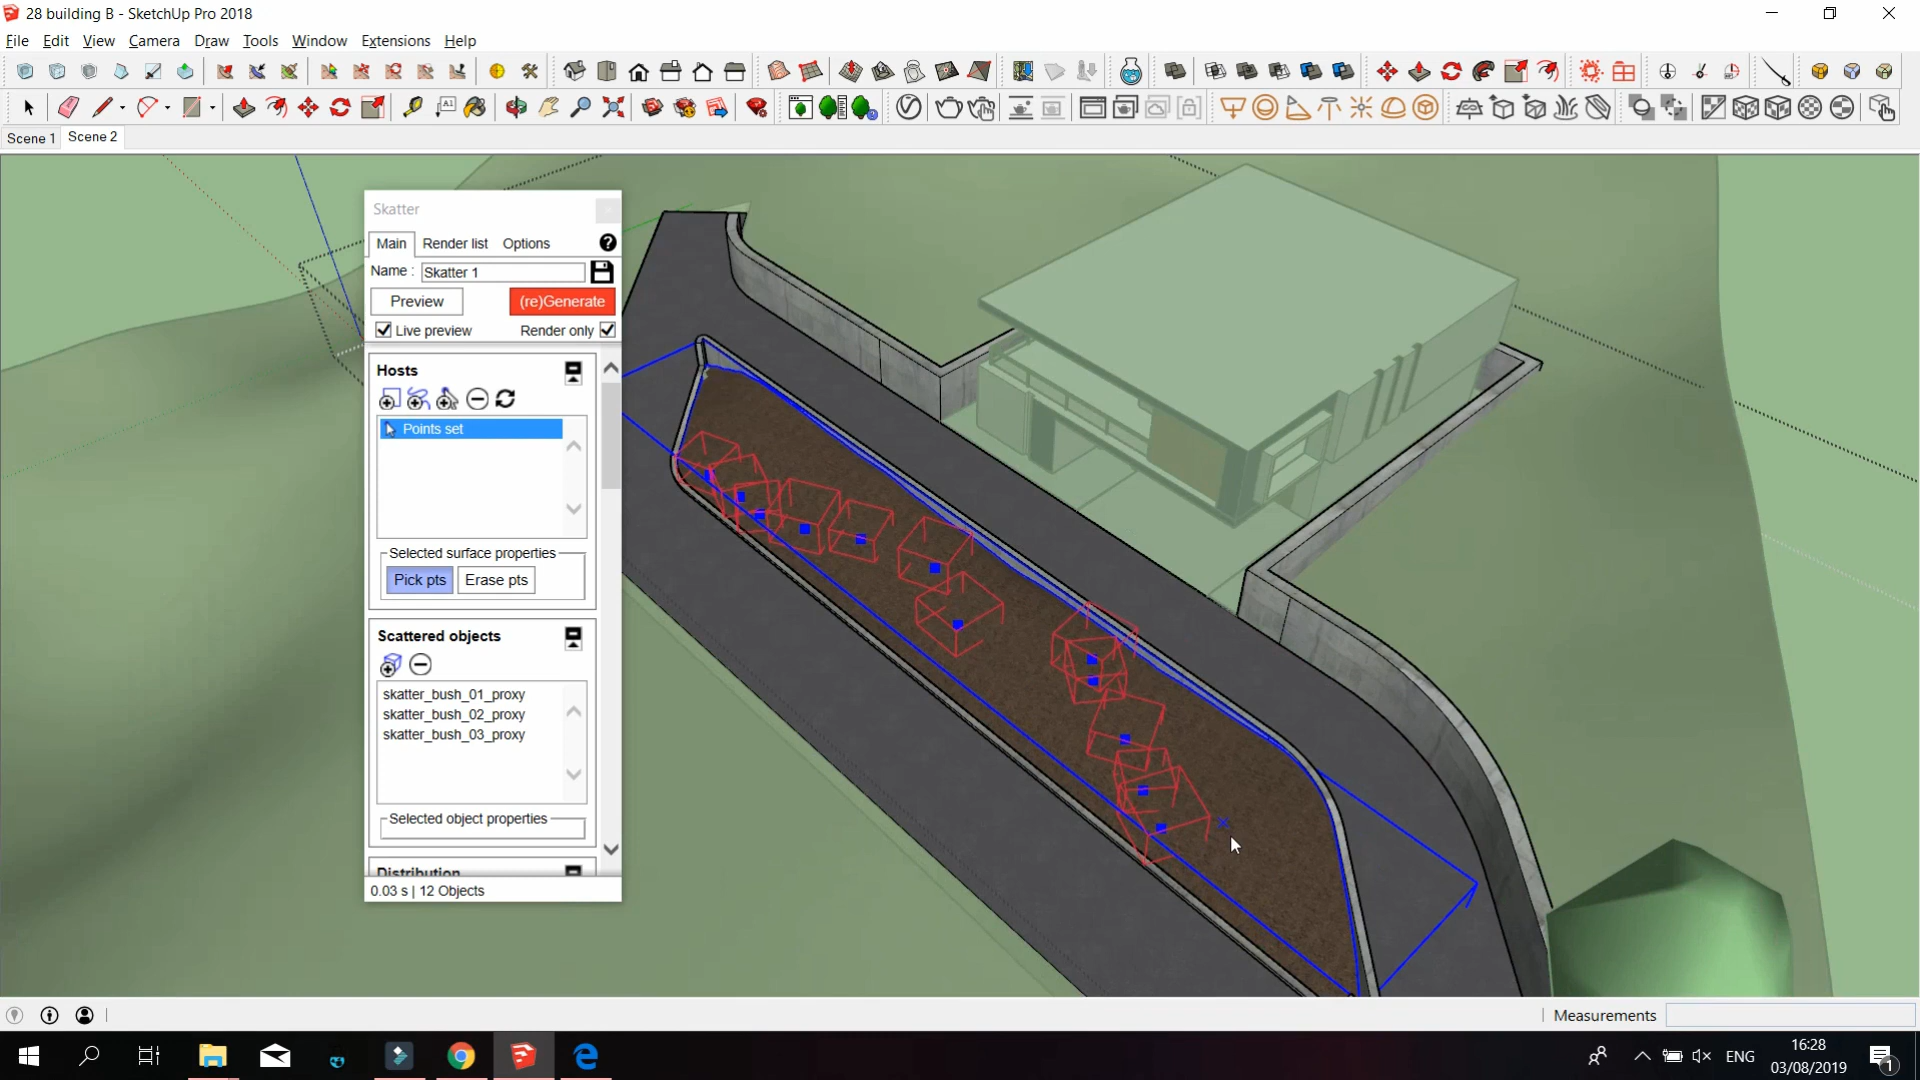 28 building B - SketchUp Pro 2018
File Edit View Camera Draw Tools Window Extensions Help
Scene 1 Scene 2
Skatter
Main Render list Options
Name : Skatter 1
Preview (re)Generate
Live preview Render only
Hosts
Points set
Selected surface properties
Pick pts Erase pts
Scattered objects
skatter_bush_01_proxy
skatter_bush_02_proxy
skatter_bush_03_proxy
Selected object properties
Distribution
0.03 s | 12 Objects
Measurements
ENG
16:28
03/08/2019
1